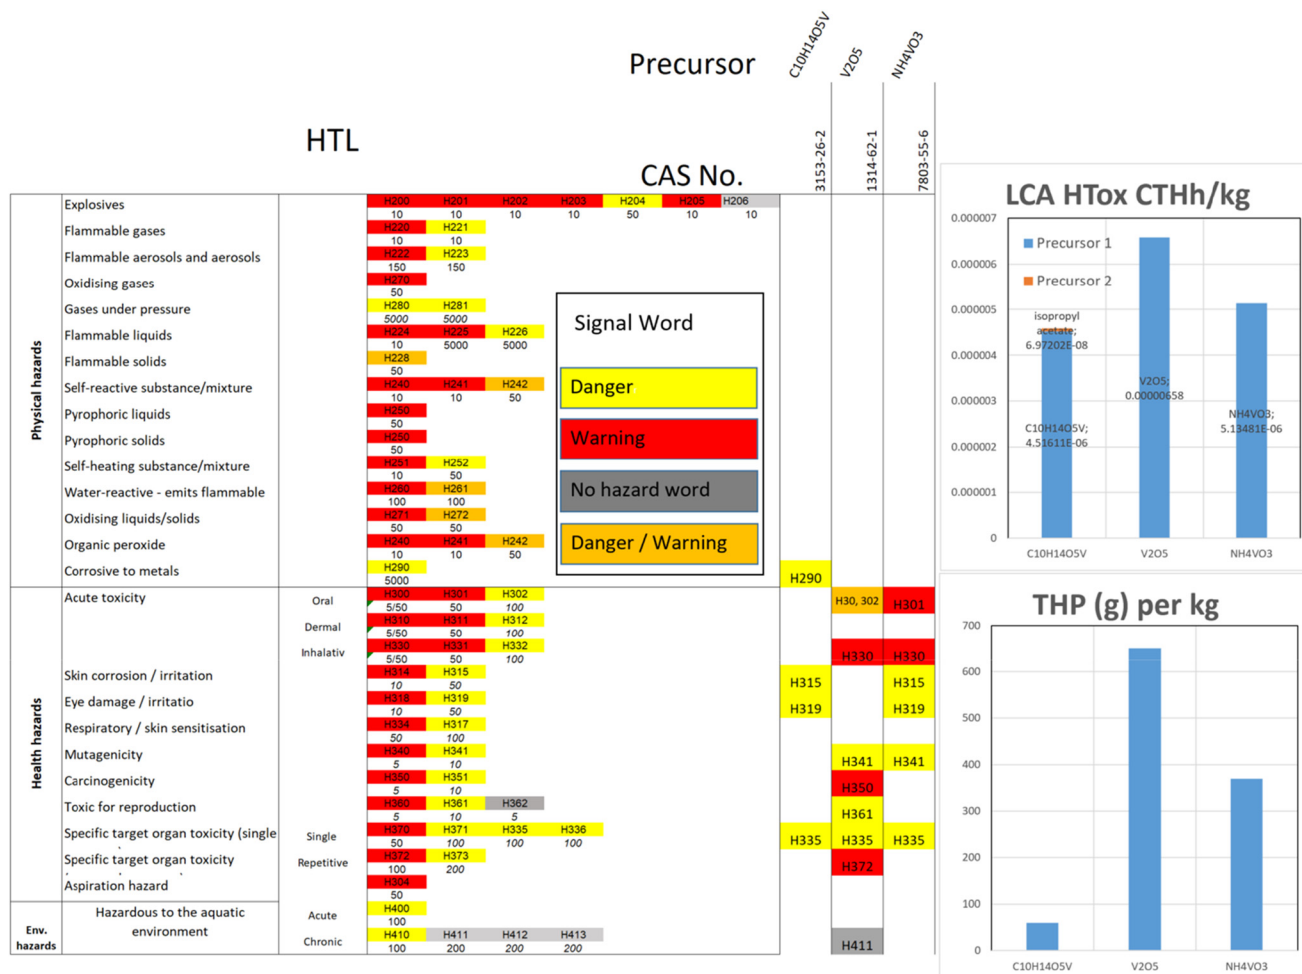 Precursor
C10H14O5V
V2O5
NH4VO3
HTL
CAS No.
3153-26-2
1314-62-1
7803-55-6
Physical hazards
Explosives
H200 H201 H202 H203 H204 H205 H206
10 10 10 10 50 10 10
Flammable gases
H220 H221
10 10
Flammable aerosols and aerosols
H222 H223
150 150
Oxidising gases
H270
50
Gases under pressure
H280 H281
5000 5000
Flammable liquids
H224 H225 H226
10 5000 5000
Flammable solids
H228
50
Self-reactive substance/mixture
H240 H241 H242
10 10 50
Pyrophoric liquids
H250
50
Pyrophoric solids
H250
50
Self-heating substance/mixture
H251 H252
10 50
Water-reactive - emits flammable
H260 H261
100 100
Oxidising liquids/solids
H271 H272
50 50
Organic peroxide
H240 H241 H242
10 10 50
Corrosive to metals
H290 H290
5000
Signal Word
Danger
Warning
No hazard word
Danger / Warning
Health hazards
Acute toxicity
Oral H300 H301 H302 H30, 302 H301
5/50 50 100
Dermal H310 H311 H312
5/50 50 100
Inhalativ H330 H331 H332 H330 H330
5/50 50 100
Skin corrosion / irritation
H314 H315 H315 H315
10 50
Eye damage / irritatio
H318 H319 H319 H319
10 50
Respiratory / skin sensitisation
H334 H317
50 100
Mutagenicity
H340 H341 H341 H341
5 10
Carcinogenicity
H350 H351 H350
5 10
Toxic for reproduction
H360 H361 H362 H361
5 10 5
Specific target organ toxicity (single
Single H370 H371 H335 H336 H335 H335 H335
50 100 100 100
Specific target organ toxicity
Repetitive H372 H373 H372
100 200
Aspiration hazard
H304
50
Env.
hazards
Hazardous to the aquatic
environment
Acute H400
100
Chronic H410 H411 H412 H413 H411
100 200 200 200
LCA HTox CTHh/kg
0.000007
0.000006
0.000005
0.000004
0.000003
0.000002
0.000001
0
Precursor 1
Precursor 2
isopropyl
acetate;
6.97202E-08
C10H14O5V;
4.51611E-06
V2O5;
0.00000658
NH4VO3;
5.13481E-06
C10H14O5V V2O5 NH4VO3
THP (g) per kg
700
600
500
400
300
200
100
0
C10H14O5V V2O5 NH4VO3